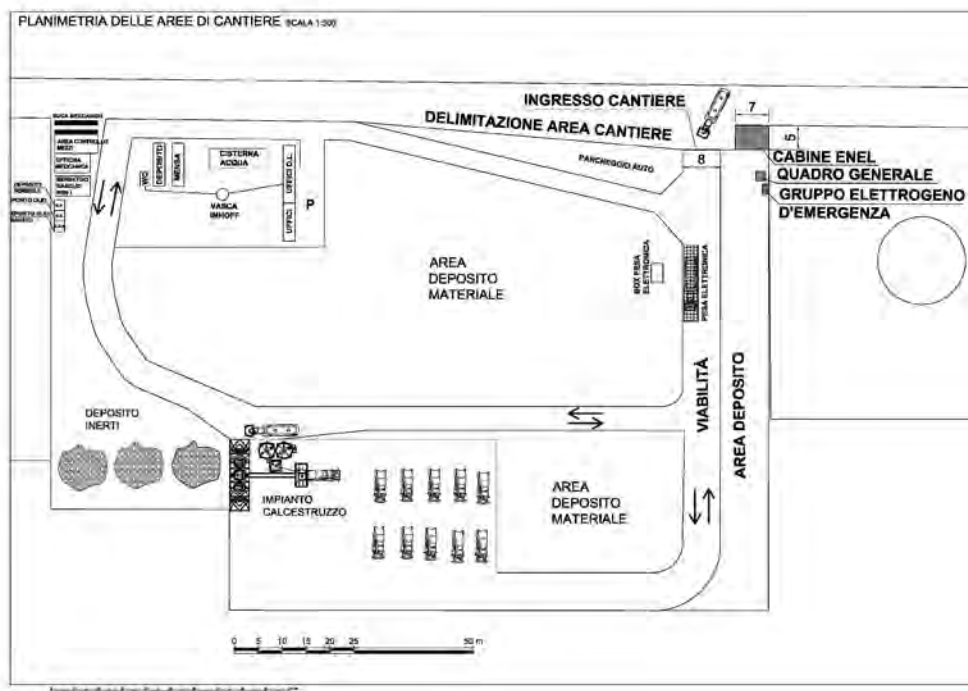 PLANIMETRIA DELLE AREE DI CANTIERE SCALA 1:500
INGRESSO CANTIERE
7
DELIMITAZIONE AREA CANTIERE
5
BUCA MECCANICO
AREA CONTROLLO
MEZZI
OFFICINA
MECCANICA
WC
DEPOSITO
MENSA
CISTERNA
ACQUA
UFFICI D.L.
UFFICI
P
VASCA
IMHOFF
PARCHEGGIO AUTO
8
CABINE ENEL
QUADRO GENERALE
GRUPPO ELETTROGENO
D'EMERGENZA
AREA
DEPOSITO
MATERIALE
BOX PESA
ELETTRONICA
PESA ELETTRONICA
VIABILITÀ
AREA DEPOSITO
DEPOSITO
INERTI
IMPIANTO
CALCESTRUZZO
AREA
DEPOSITO
MATERIALE
0 5 10 15 20 25 50 m